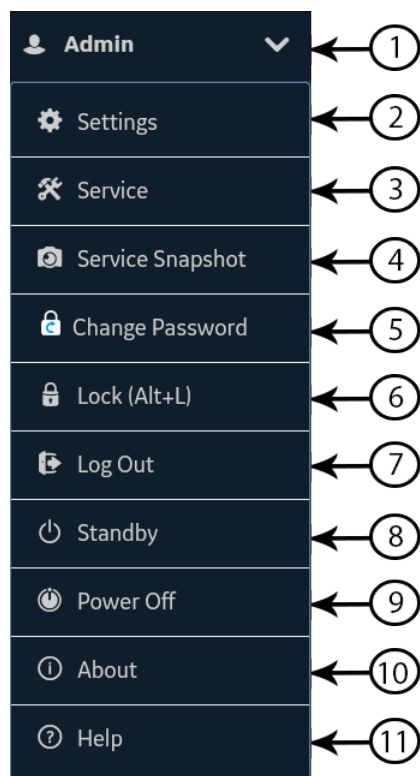 Admin 1
Settings 2
Service 3
Service Snapshot 4
Change Password 5
Lock (Alt+L) 6
Log Out 7
Standby 8
Power Off 9
About 10
Help 11